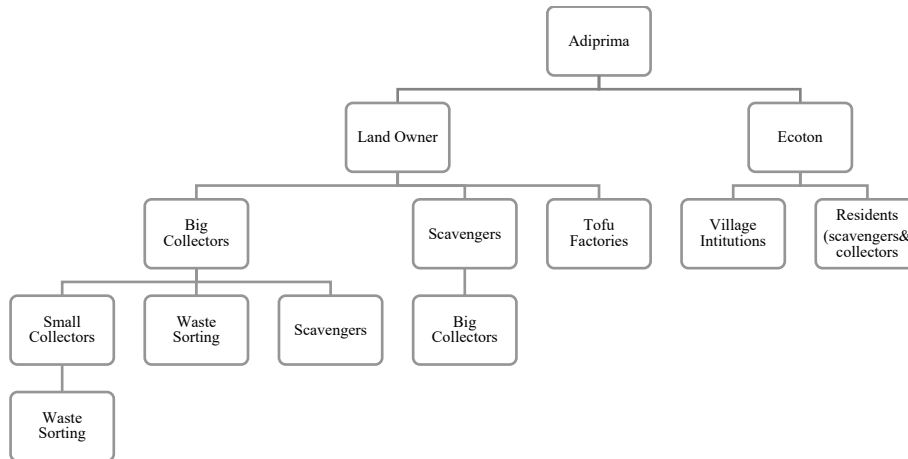 Adiprima
Land Owner
Ecoton
Big
Collectors
Scavengers
Tofu
Factories
Village
Intitutions
Residents
(scavengers&
collectors
Small
Collectors
Waste
Sorting
Scavengers
Big
Collectors
Waste
Sorting